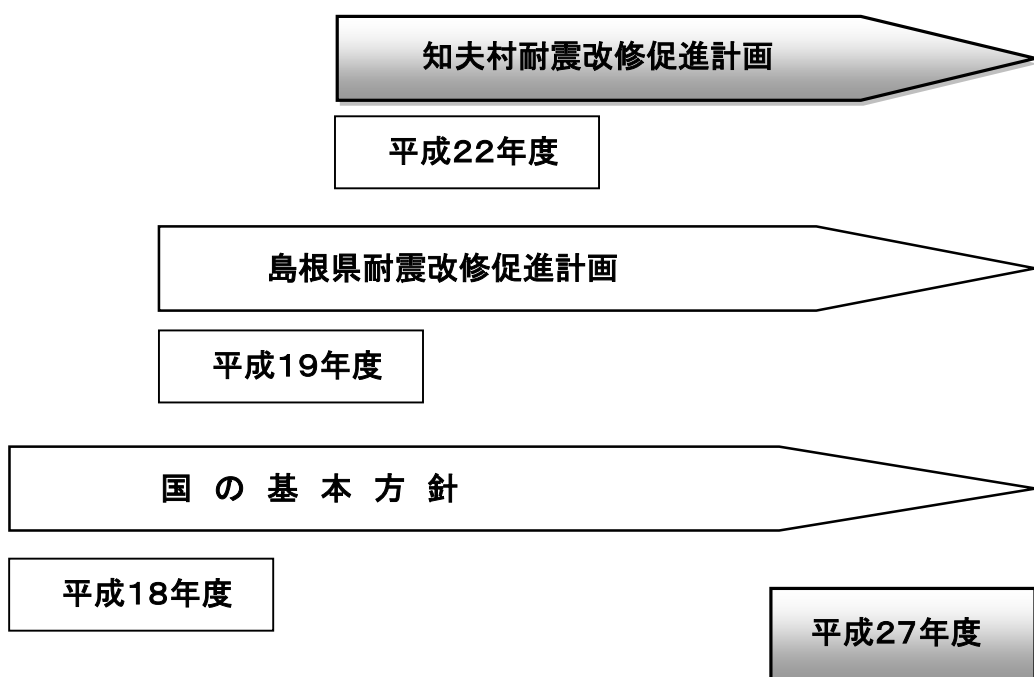 知夫村耐震改修促進計画
平成22年度
島根県耐震改修促進計画
平成19年度
国の基本方針
平成18年度
平成27年度